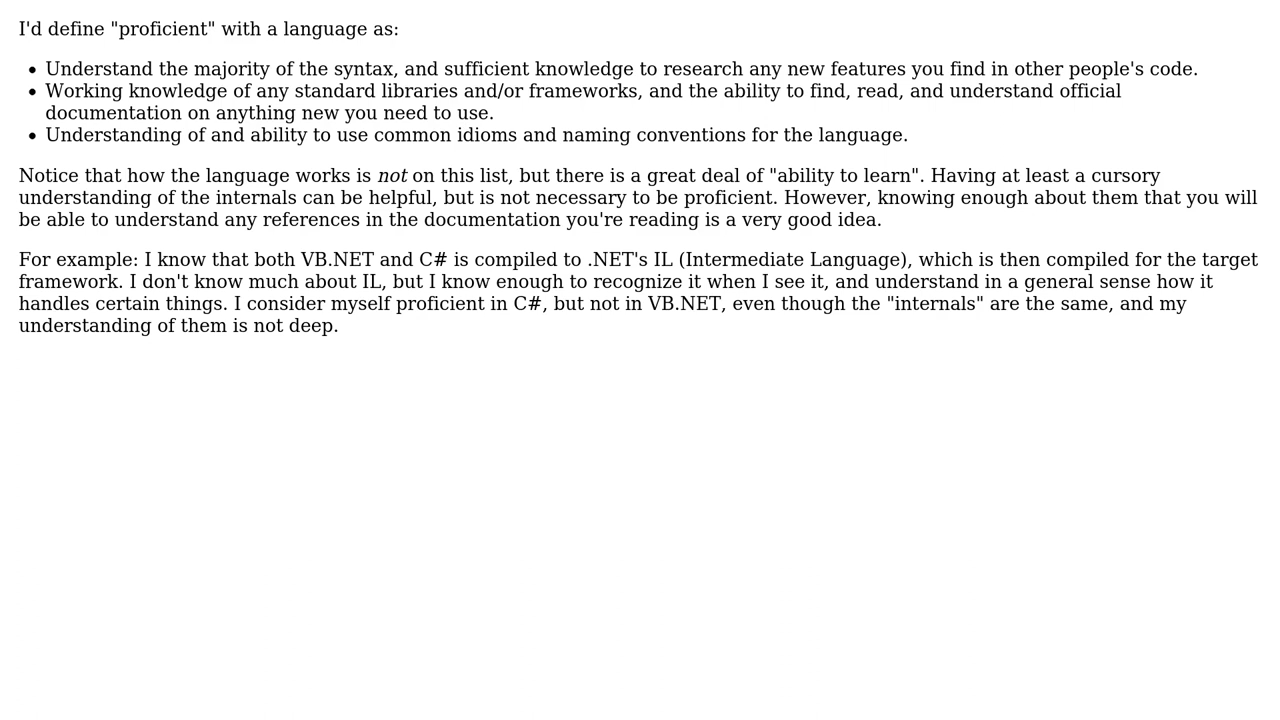 I'd define "proficient" with a language as:
• Understand the majority of the syntax, and sufficient knowledge to research any new features you find in other people's code.
• Working knowledge of any standard libraries and/or frameworks, and the ability to find, read, and understand official
documentation on anything new you need to use.
• Understanding of and ability to use common idioms and naming conventions for the language.
Notice that how the language works is not on this list, but there is a great deal of "ability to learn". Having at least a cursory
understanding of the internals can be helpful, but is not necessary to be proficient. However, knowing enough about them that you will
be able to understand any references in the documentation you're reading is a very good idea.
For example: I know that both VB.NET and C# is compiled to .NET's IL (Intermediate Language), which is then compiled for the target
framework. I don't know much about IL, but I know enough to recognize it when I see it, and understand in a general sense how it
handles certain things. I consider myself proficient in C#, but not in VB.NET, even though the "internals" are the same, and my
understanding of them is not deep.